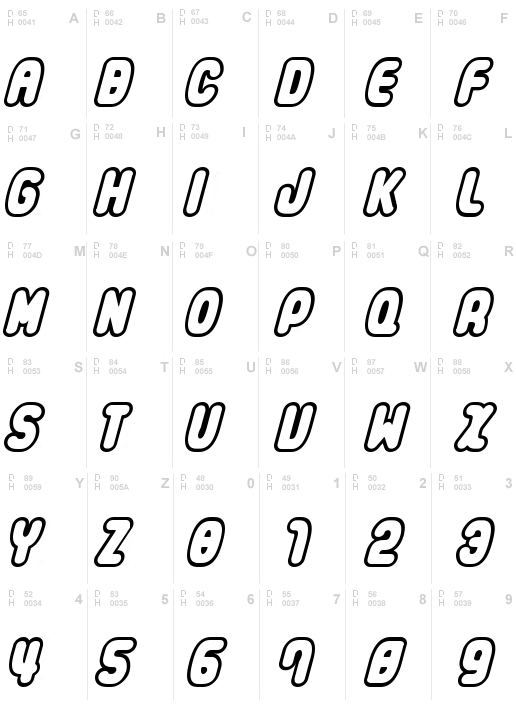 D 65 H 0041 A D 66 H 0042 B D 67 H 0043 C D 68 H 0044 D D 69 H 0045 E D 70 H 0046 F
A B C D E F
D 71 H 0047 G D 72 H 0048 H D 73 H 0049 I D 74 H 004A J D 75 H 004B K D 76 H 004C L
G H I J K L
D 77 H 004D M D 78 H 004E N D 79 H 004F O D 80 H 0050 P D 81 H 0051 Q D 82 H 0052 R
M N O P Q R
D 83 H 0053 S D 84 H 0054 T D 85 H 0055 U D 86 H 0056 V D 87 H 0057 W D 88 H 0058 X
S T U V W X
D 89 H 0059 Y D 90 H 005A Z D 48 H 0030 0 D 49 H 0031 1 D 50 H 0032 2 D 51 H 0033 3
Y Z 0 1 2 3
D 52 H 0034 4 D 53 H 0035 5 D 54 H 0036 6 D 55 H 0037 7 D 56 H 0038 8 D 57 H 0039 9
4 5 6 7 8 9